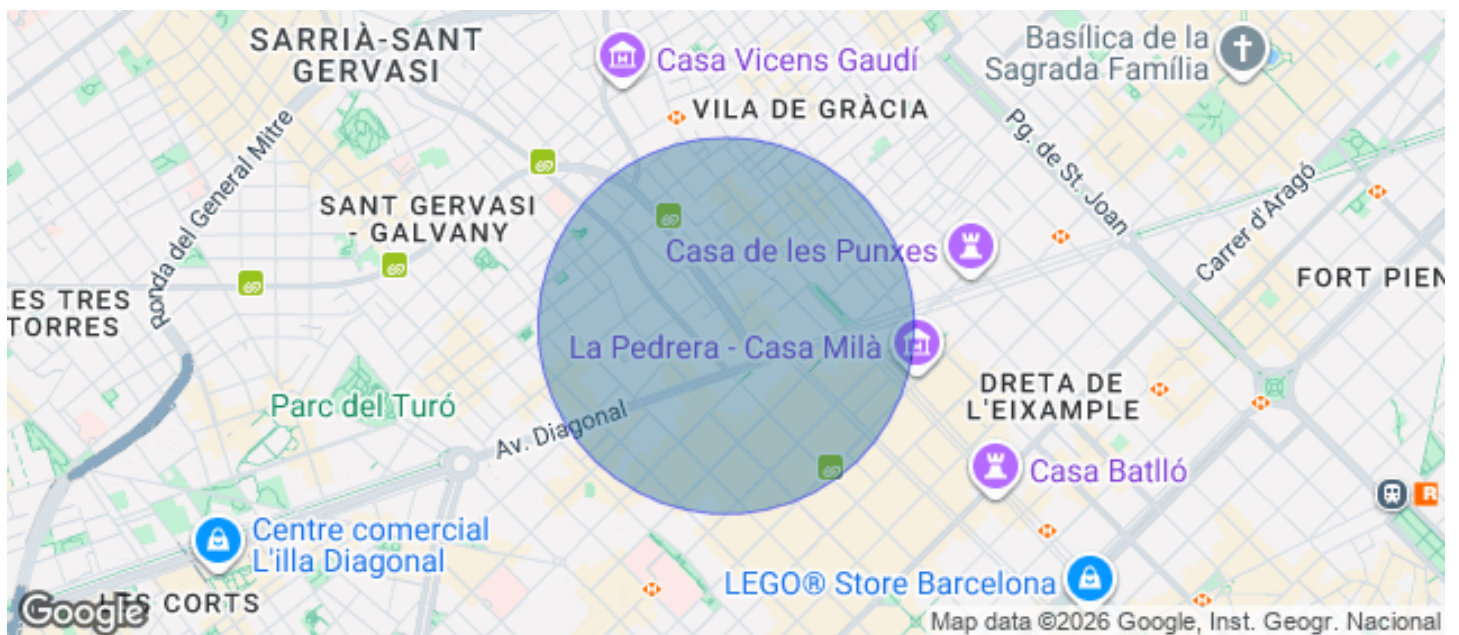 SARRIÀ-SANT
GERVASI
Casa Vicens Gaudí
Basílica de la
Sagrada Família
VILA DE GRÀCIA
Ronda del General Mitre
Pg. de St. Joan
SANT GERVASI
- GALVANY
Carrer d'Aragó
Casa de les Punxes
FORT PIEN
ES TRES
TORRES
La Pedrera - Casa Milà
DRETA DE
L'EIXAMPLE
Parc del Turó
Av. Diagonal
Casa Batlló
R
Centre comercial
L'illa Diagonal
LEGO® Store Barcelona
LES CORTS
Google
Map data ©2026 Google, Inst. Geogr. Nacional